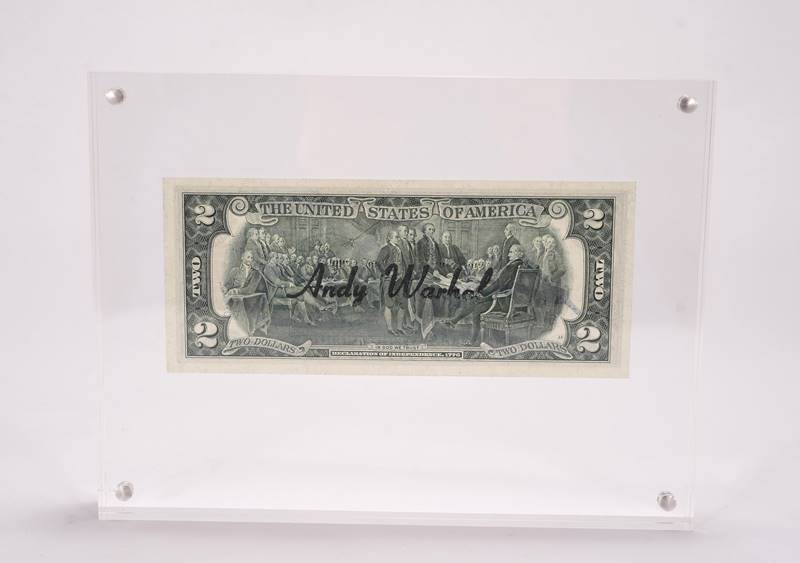 2 THE UNITED STATES OF AMERICA 2
TWO TWO
Andy Warhol
2 2
TWO DOLLARS TWO DOLLARS
IN GOD WE TRUST
DECLARATION OF INDEPENDENCE, 1776